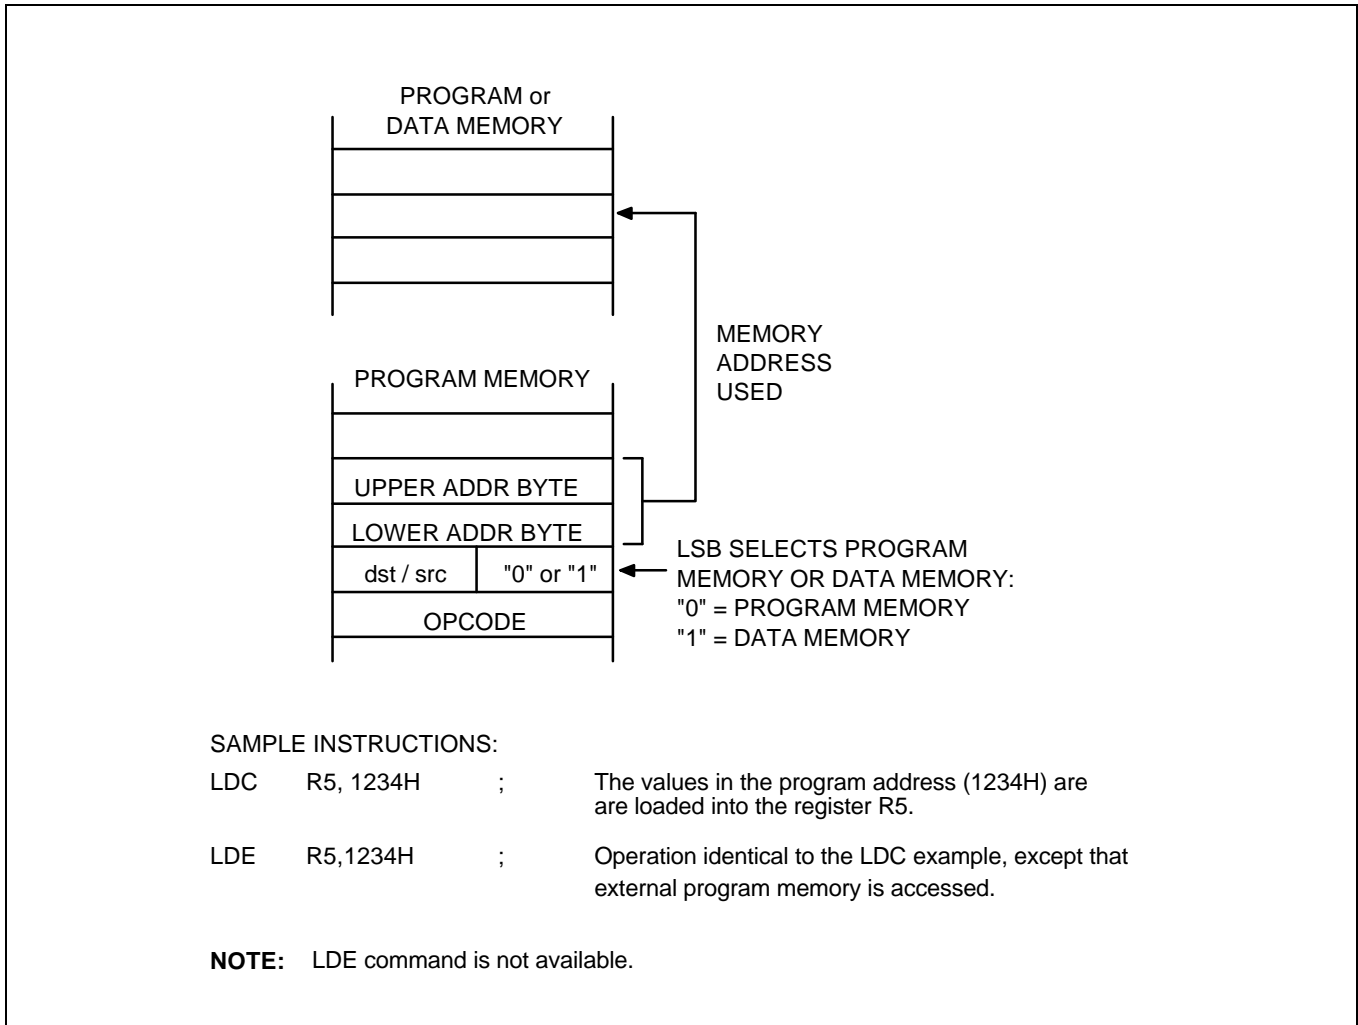 PROGRAM or
DATA MEMORY
MEMORY
ADDRESS
USED
PROGRAM MEMORY
UPPER ADDR BYTE
LOWER ADDR BYTE
dst / src "0" or "1"
OPCODE
LSB SELECTS PROGRAM
MEMORY OR DATA MEMORY:
"0" = PROGRAM MEMORY
"1" = DATA MEMORY
SAMPLE INSTRUCTIONS:
LDC R5, 1234H ; The values in the program address (1234H) are
are loaded into the register R5.
LDE R5,1234H ; Operation identical to the LDC example, except that
external program memory is accessed.
NOTE: LDE command is not available.